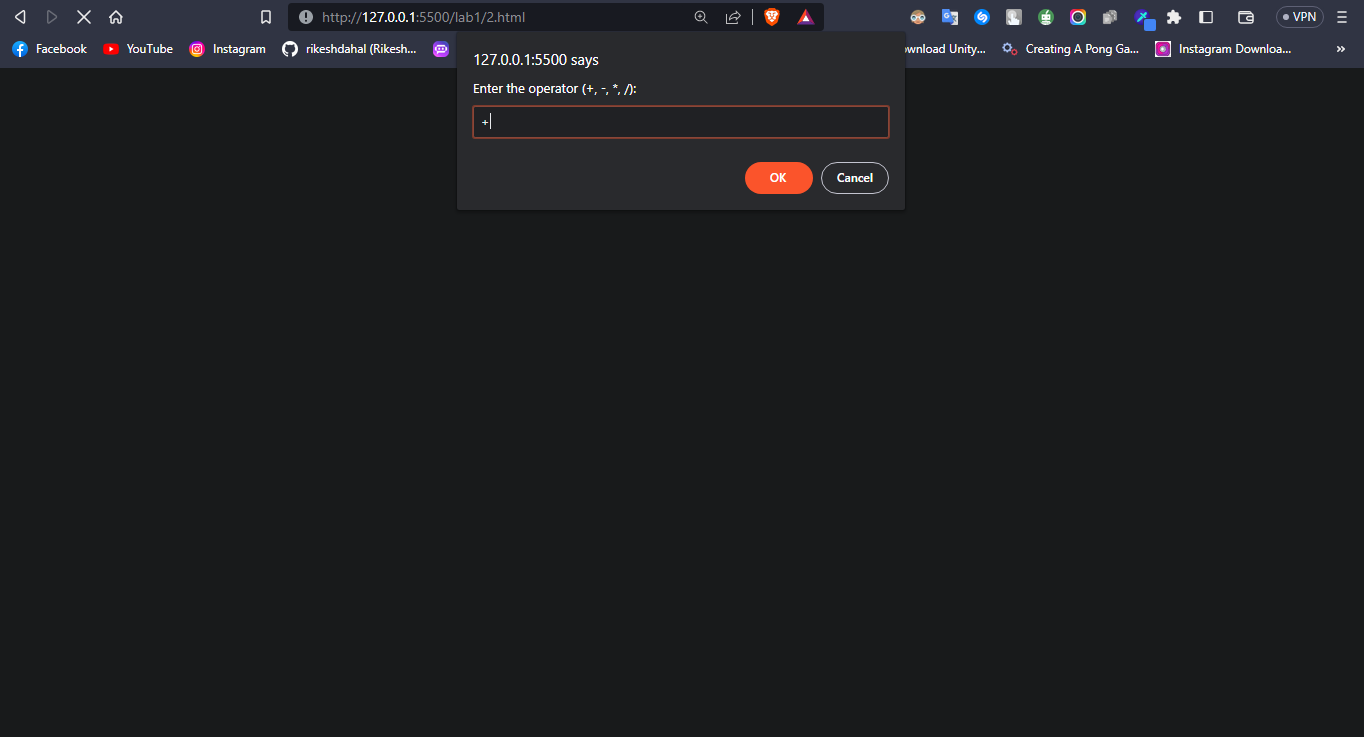 http://127.0.0.1:5500/lab1/2.html
VPN
Facebook
YouTube
Instagram
rikeshdahal (Rikesh...
ownload Unity...
Creating A Pong Ga...
Instagram Downloa...
»
127.0.0.1:5500 says
Enter the operator (+, -, *, /):
+
OK
Cancel